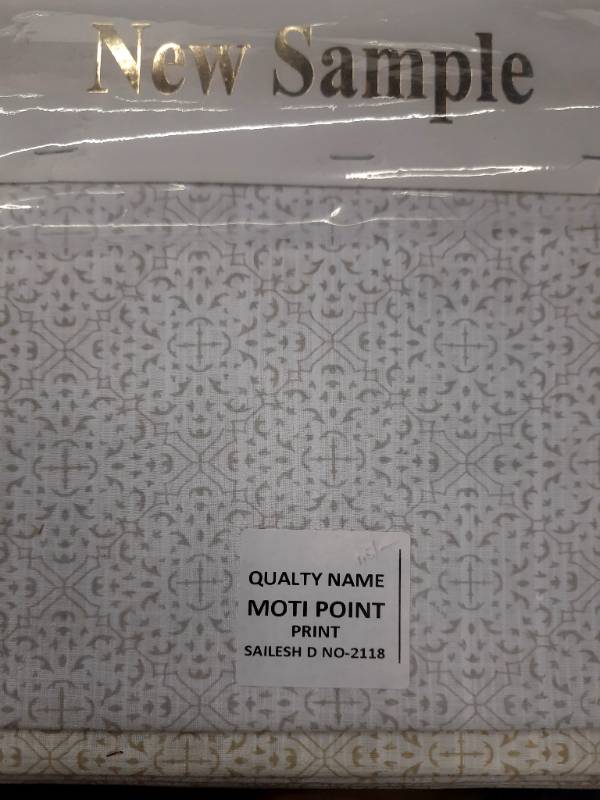 New Sample
QUALTY NAME
MOTI POINT
PRINT
SAILESH D NO-2118